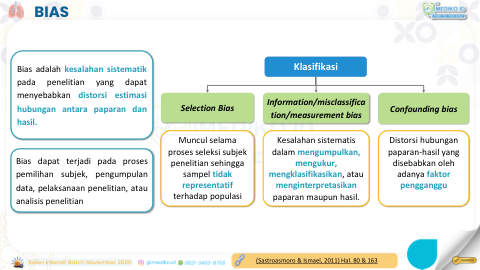 BIAS
Bias adalah kesalahan sistematik
pada penelitian yang dapat
menyebabkan distorsi estimasi
hubungan antara paparan dan
hasil.
Bias dapat terjadi pada proses
pemilihan subjek, pengumpulan
data, pelaksanaan penelitian, atau
analisis penelitian
Klasifikasi
Selection Bias
Information/misclassifica
tion/measurement bias
Confounding bias
Muncul selama
proses seleksi subjek
penelitian sehingga
sampel tidak
representatif
terhadap populasi
Kesalahan sistematis
dalam mengumpulkan,
mengukur,
mengklasifikasikan, atau
menginterpretasikan
paparan maupun hasil.
Distorsi hubungan
paparan-hasil yang
disebabkan oleh
adanya faktor
pengganggu
(Sastroasmoro & Ismael, 2011) Hal. 80 & 163